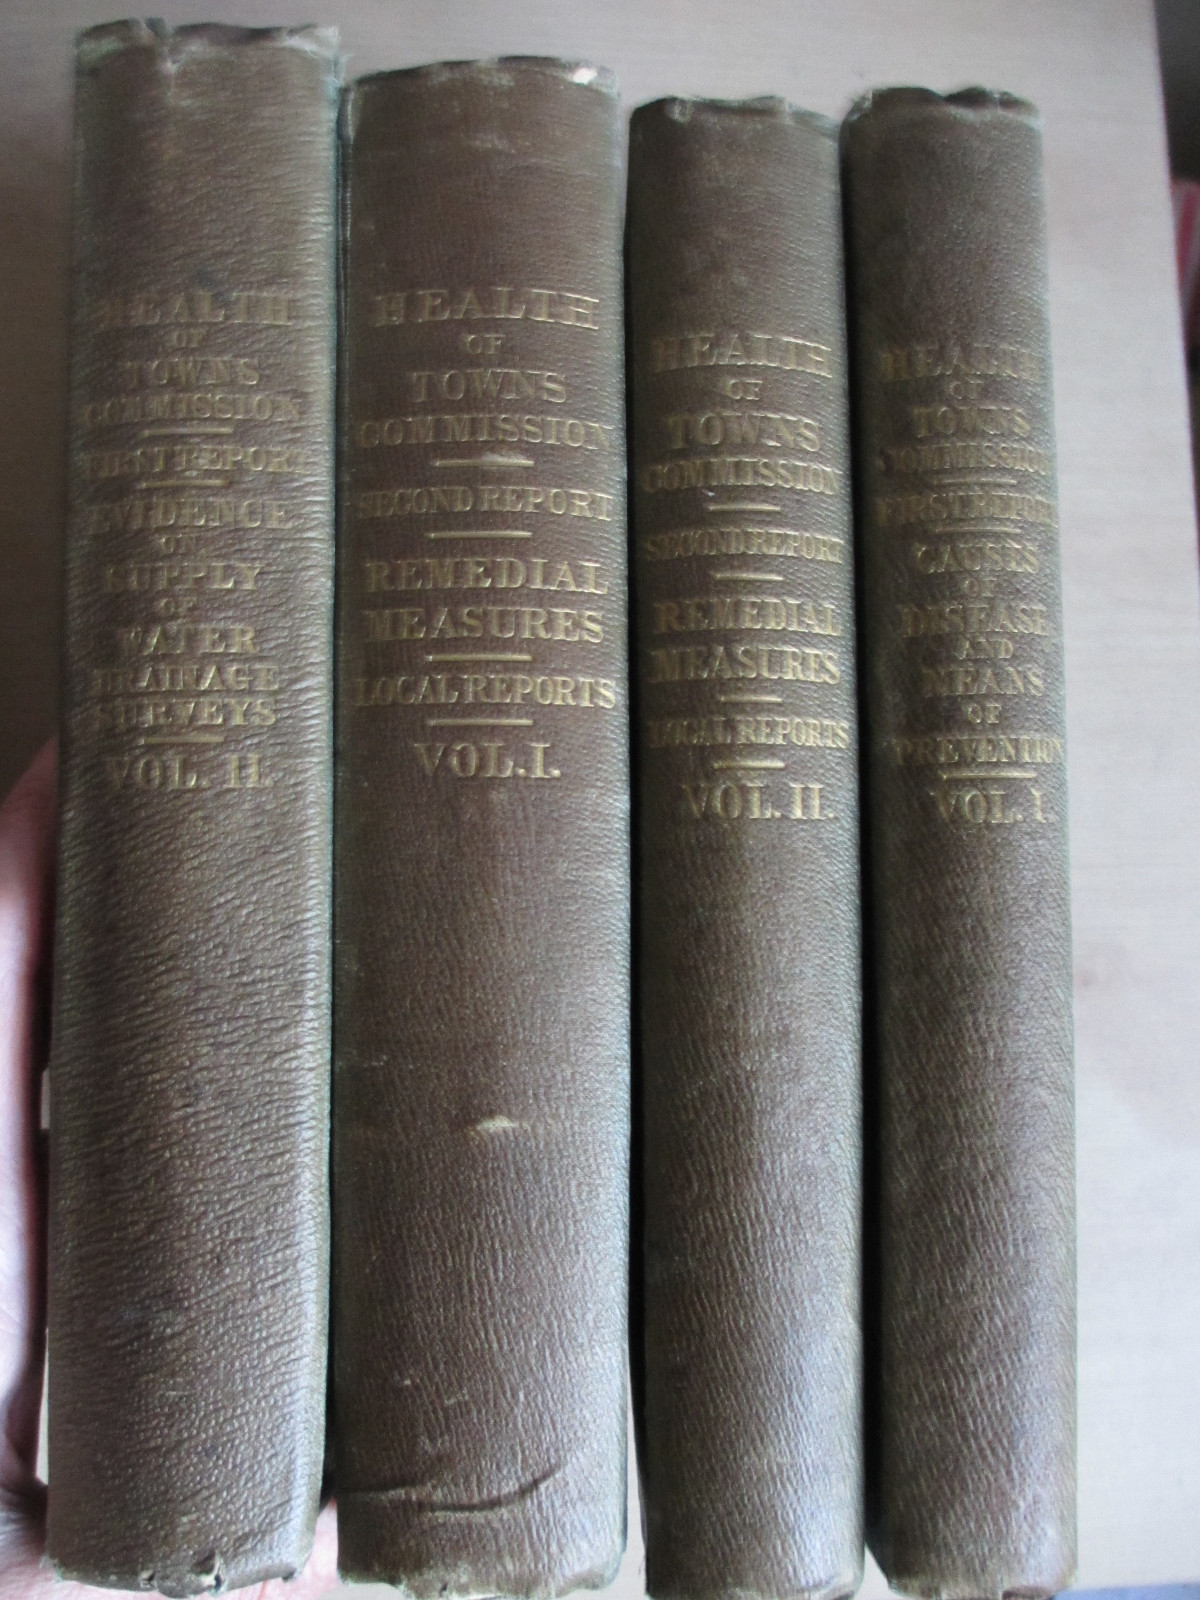 HEALTH
OF
TOWNS
COMMISSION
FIRST REPORT
EVIDENCE
ON
SUPPLY
OF
WATER
DRAINAGE
SURVEYS
VOL. II.
HEALTH
OF
TOWNS
COMMISSION
SECOND REPORT
REMEDIAL
MEASURES
LOCAL REPORTS
VOL. I.
HEALTH
OF
TOWNS
COMMISSION
SECOND REPORT
REMEDIAL
MEASURES
LOCAL REPORTS
VOL. II.
HEALTH
OF
TOWNS
COMMISSION
FIRST REPORT
CAUSES
OF
DISEASE
AND
MEANS
OF
PREVENTION
VOL. I.